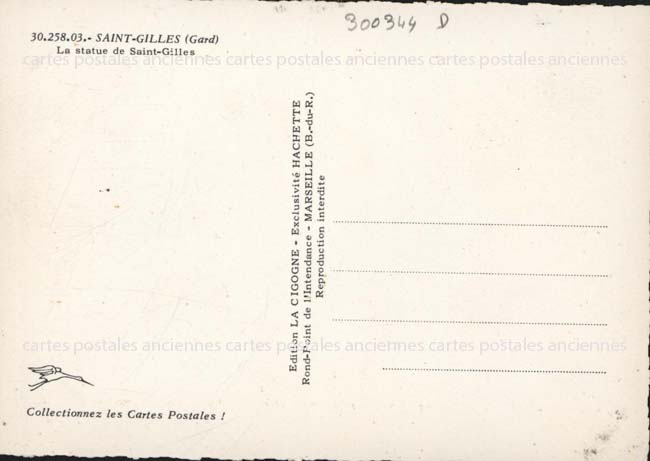 300344 D
30.258.03.- SAINT-GILLES (Gard)
La statue de Saint-Gilles
cartes postales anciennes cartes postales anciennes cartes postales anciennes
Edition LA CIGOGNE - Exclusivité HACHETTE
Rond-Point de l'Intendance - MARSEILLE (B.-du-R.)
Reproduction interdite
cartes postales anciennes cartes postales anciennes cartes postales anciennes
Collectionnez les Cartes Postales !